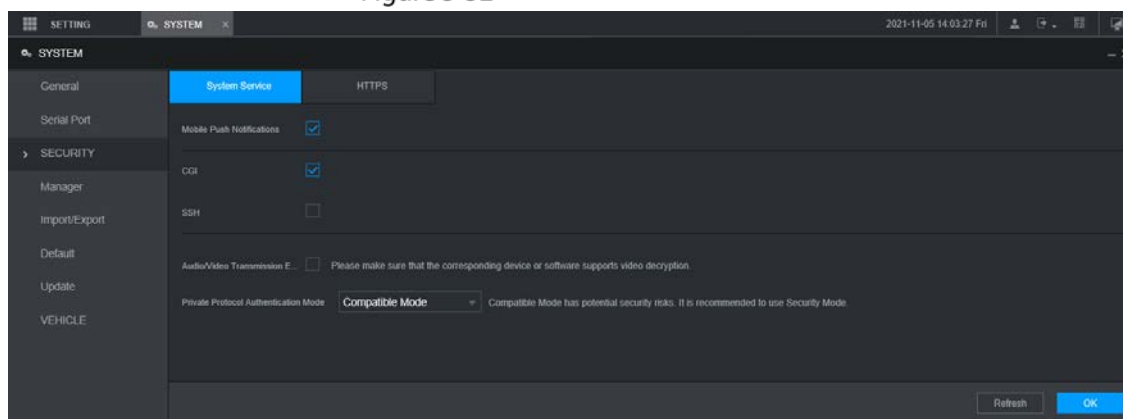 SETTING
SYSTEM ×
2021-11-05 14:03:27 Fri
SYSTEM
General
Serial Port
SECURITY
Manager
Import/Export
Default
Update
VEHICLE
System Service
HTTPS
Mobile Push Notifications
CGI
SSH
Audio/Video Transmission E... Please make sure that the corresponding device or software supports video decryption.
Private Protocol Authentication Mode Compatible Mode Compatible Mode has potential security risks. It is recommended to use Security Mode.
Refresh
OK